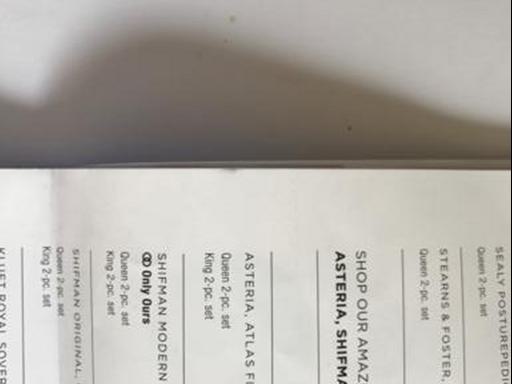 SEALY POSTUREPEDI
Queen 2-pc. set
STEARNS & FOSTER,
Queen 2-pc. set
SHOP OUR AMAZ
ASTERIA, SHIFMA
ASTERIA, ATLAS F
Queen 2-pc. set
King 2-pc. set
SHIFMAN MODERN
Only Ours
Queen 2-pc. set
King 2-pc. set
SHIFMAN ORIGINAL,
Queen 2-pc. set
King 2-pc. set
KLUFT ROYAL SOVER